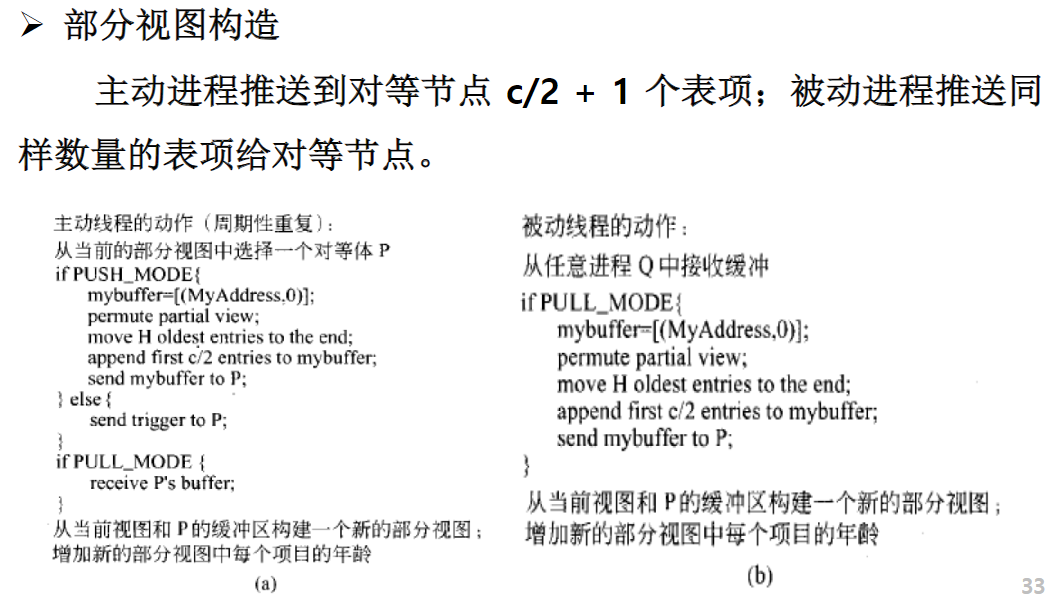 ➢ 部分视图构造
主动进程推送到对等节点 c/2 + 1 个表项；被动进程推送同
样数量的表项给对等节点。
主动线程的动作（周期性重复）：
从当前的部分视图中选择一个对等体 P
if PUSH_MODE{
mybuffer=[(MyAddress,0)];
permute partial view;
move H oldest entries to the end;
append first c/2 entries to mybuffer;
send mybuffer to P;
} else {
send trigger to P;
}
if PULL_MODE {
receive P's buffer;
}
从当前视图和 P 的缓冲区构建一个新的部分视图；
增加新的部分视图中每个项目的年龄
(a)
被动线程的动作：
从任意进程 Q 中接收缓冲
if PULL_MODE{
mybuffer=[(MyAddress,0)];
permute partial view;
move H oldest entries to the end;
append first c/2 entries to mybuffer;
send mybuffer to P;
}
从当前视图和 P 的缓冲区构建一个新的部分视图；
增加新的部分视图中每个项目的年龄
(b)
33